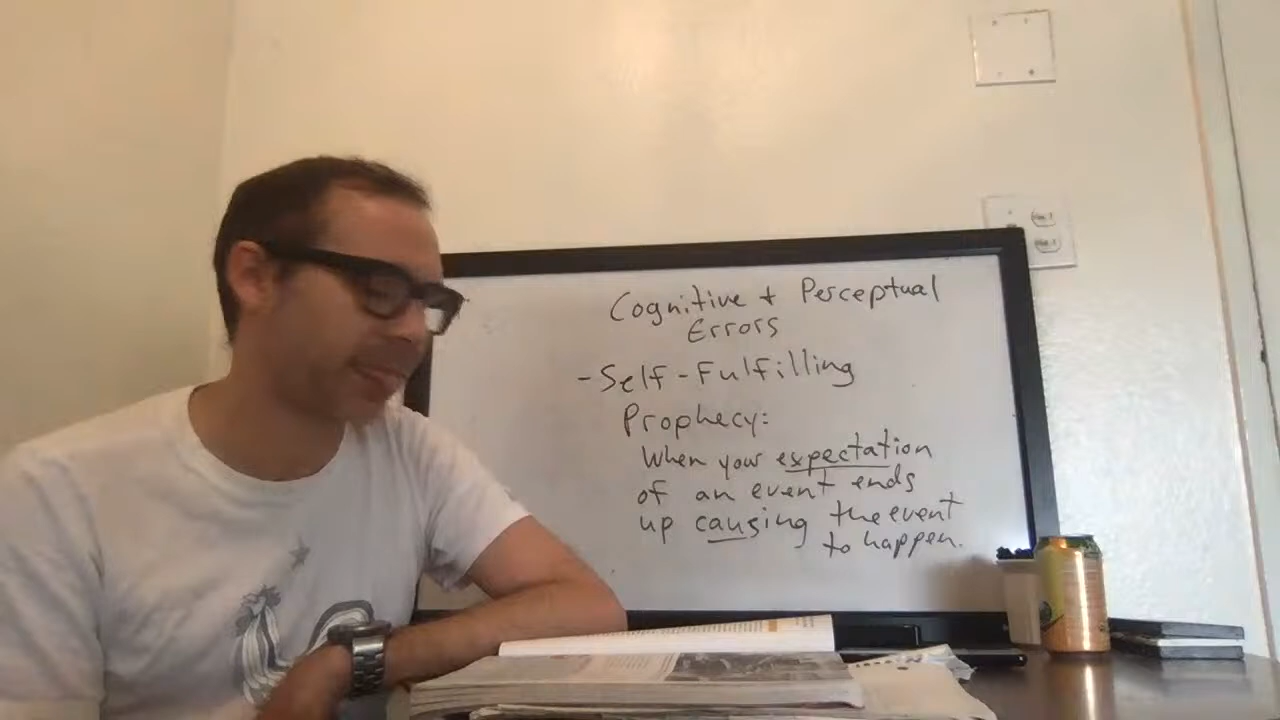 Cognitive + Perceptual
Errors
- Self-Fulfilling
Prophecy:
When your expectation
of an event ends
up causing the event
to happen.